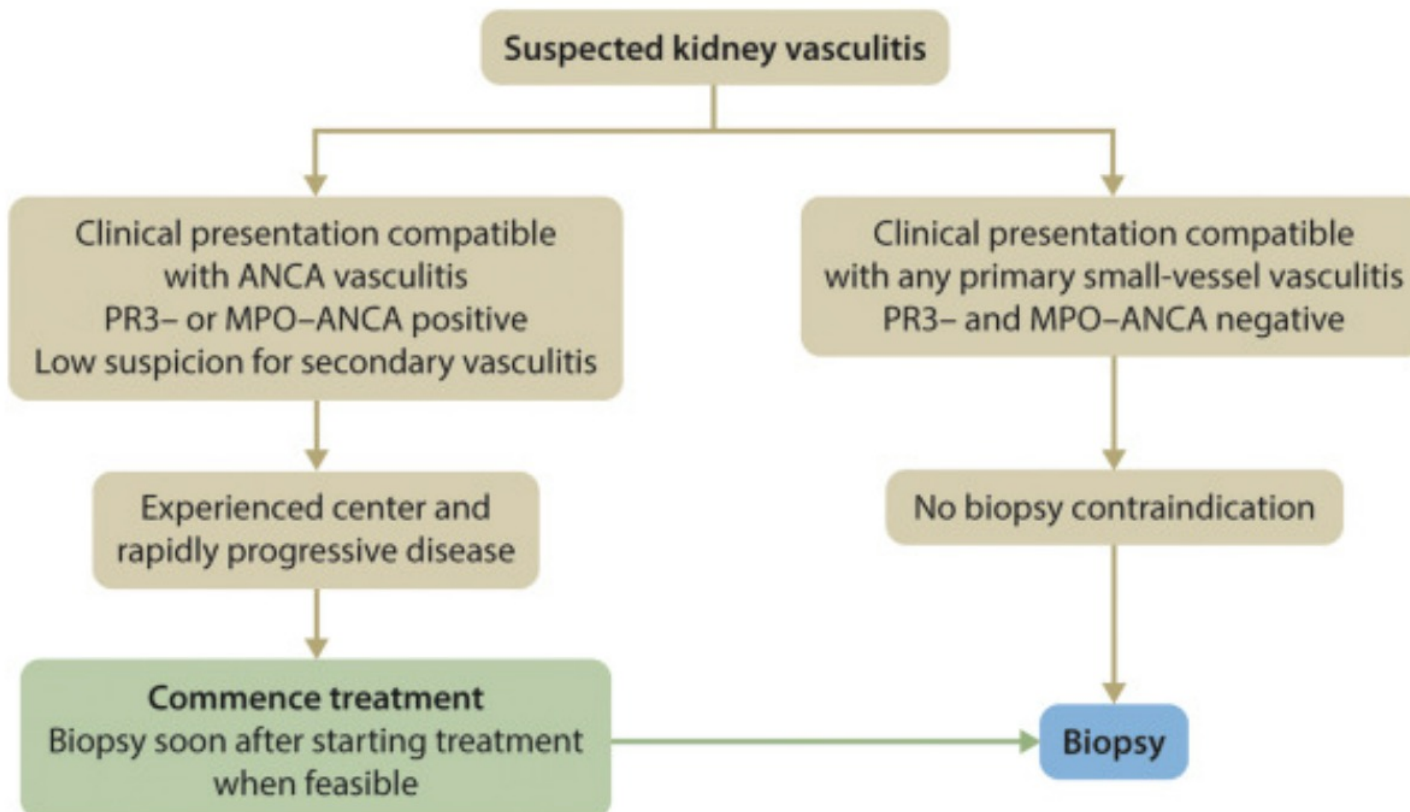 Suspected kidney vasculitis
Clinical presentation compatible
with ANCA vasculitis
PR3– or MPO–ANCA positive
Low suspicion for secondary vasculitis
Clinical presentation compatible
with any primary small-vessel vasculitis
PR3– and MPO–ANCA negative
Experienced center and
rapidly progressive disease
No biopsy contraindication
Commence treatment
Biopsy soon after starting treatment
when feasible
Biopsy